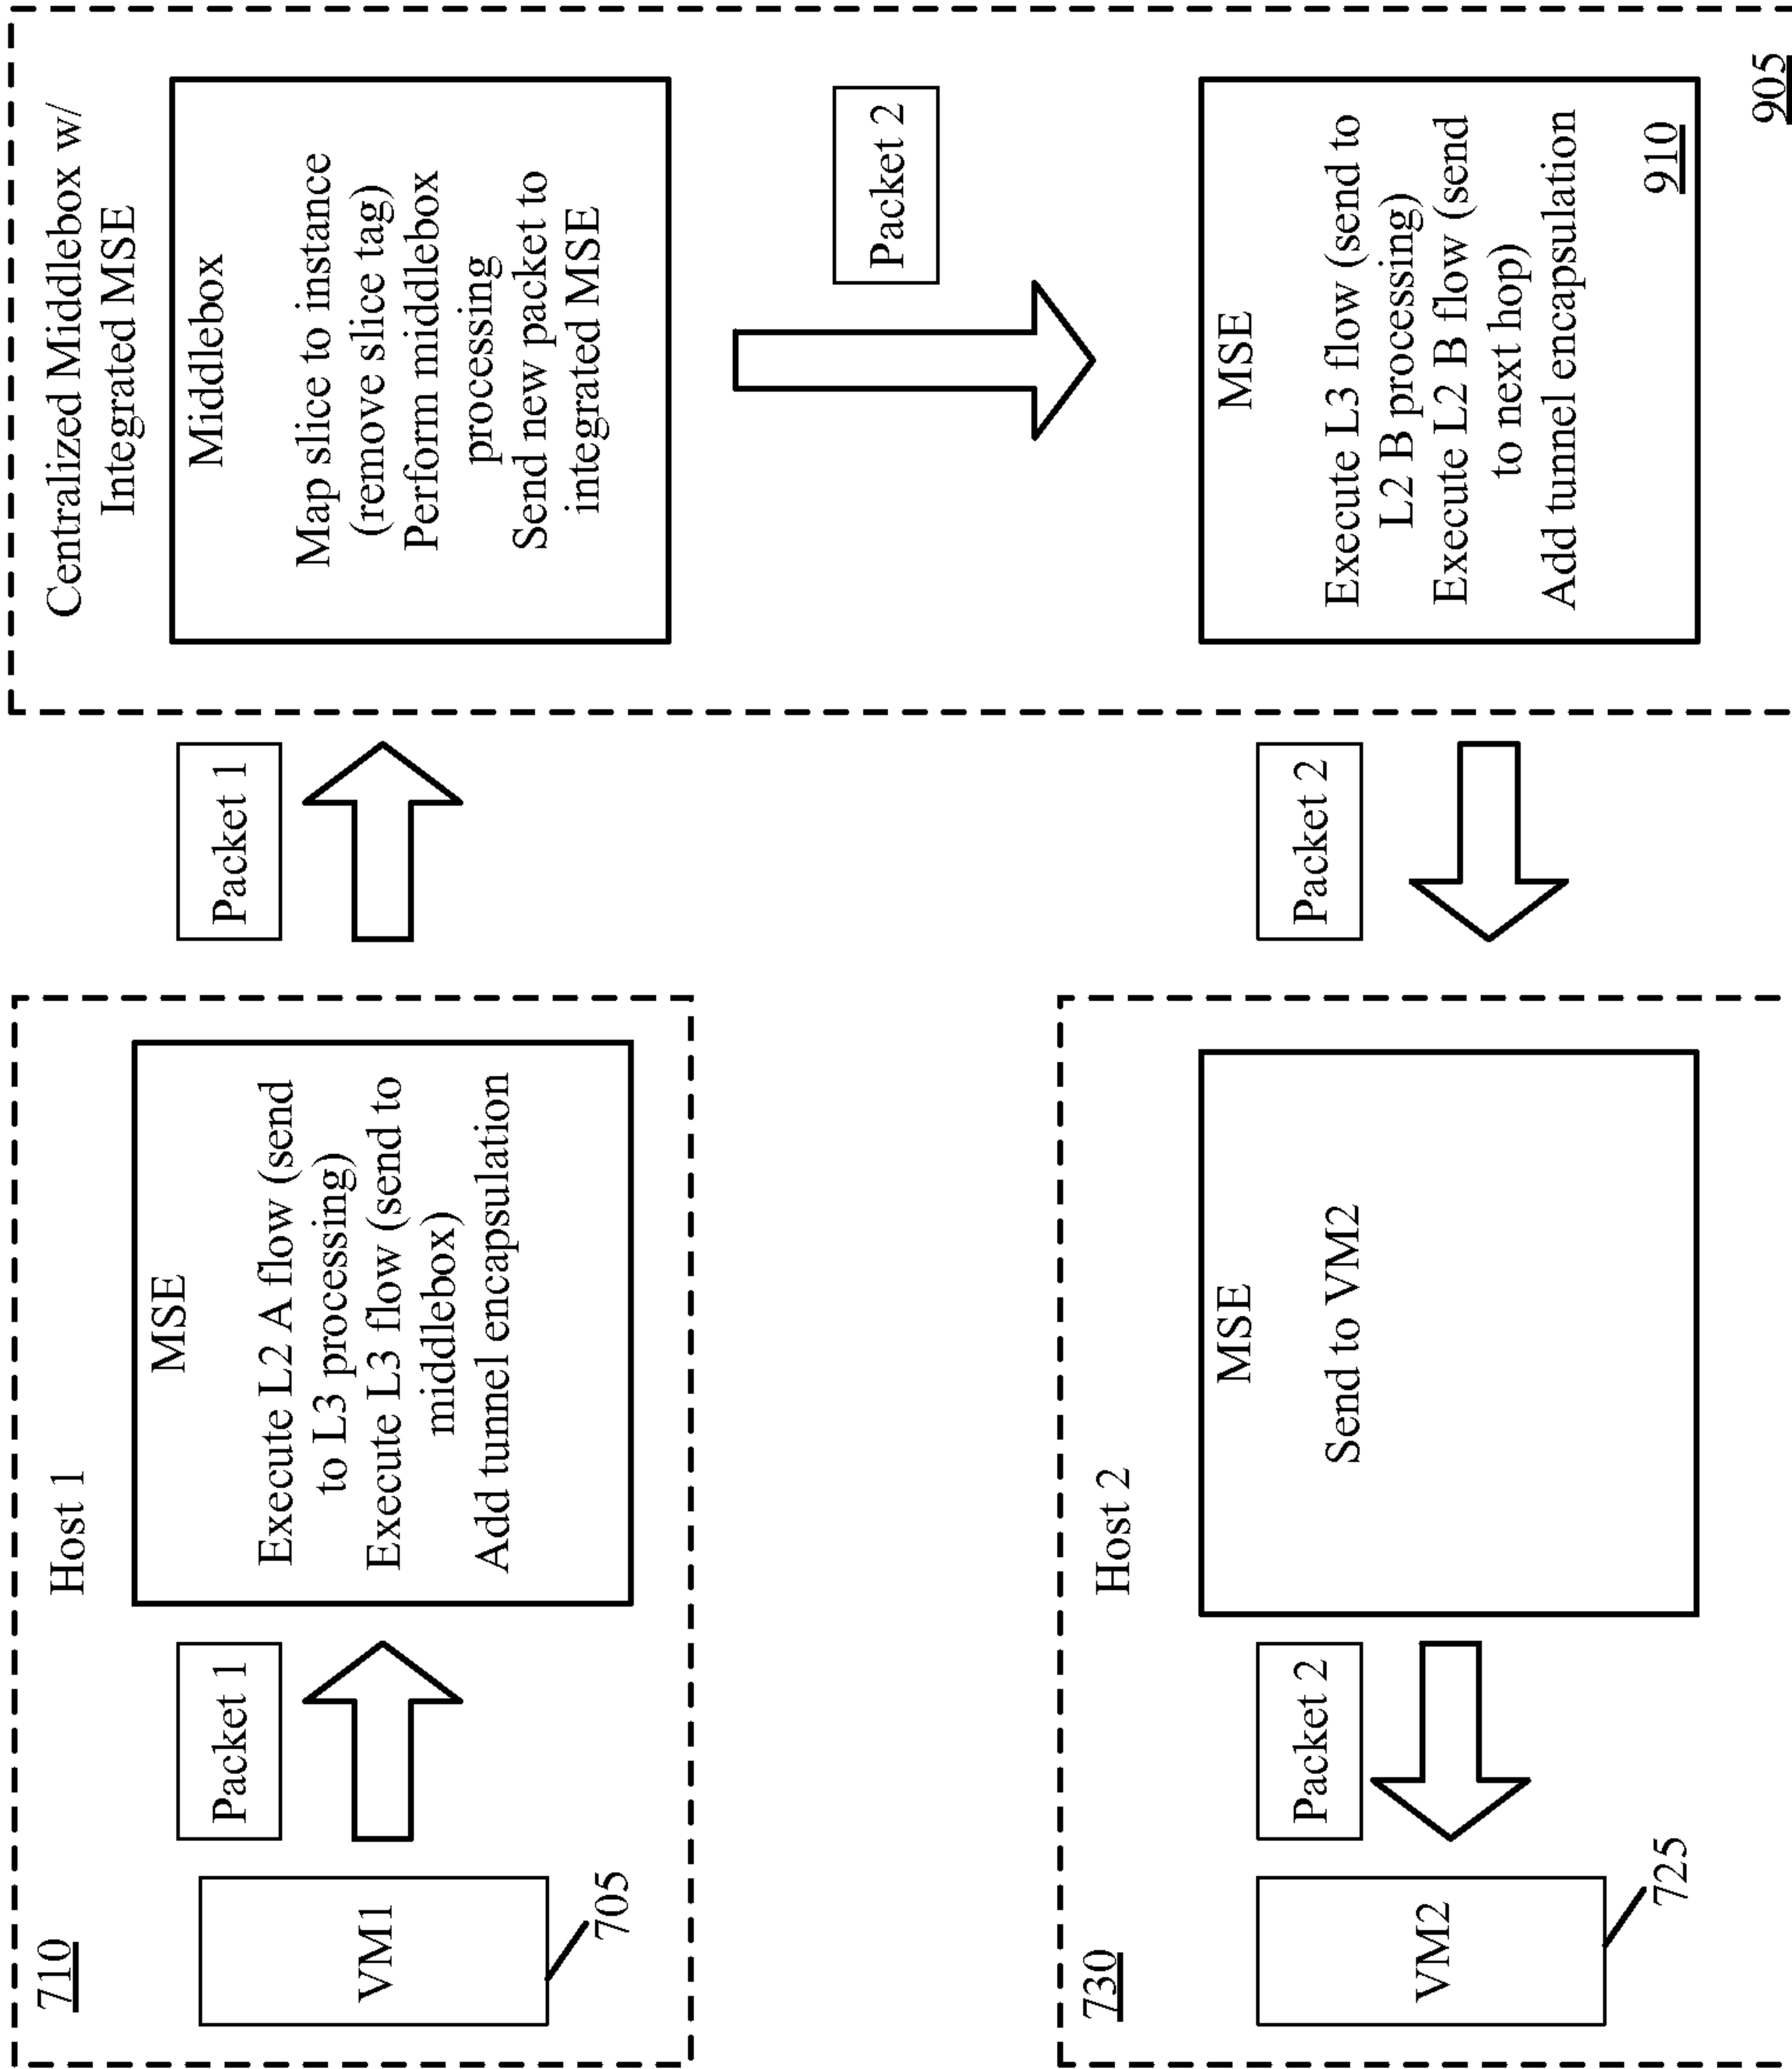 Host 1
710
VM1
705
Packet 1
MSE
Execute L2 A flow (send
to L3 processing)
Execute L3 flow (send to
middlebox)
Add tunnel encapsulation
Packet 1
Centralized Middlebox w/
Integrated MSE
Middlebox
Map slice to instance
(remove slice tag)
Perform middlebox
processing
Send new packet to
integrated MSE
Packet 2
MSE
Execute L3 flow (send to
L2 B processing)
Execute L2 B flow (send
to next hop)
Add tunnel encapsulation
910
905
Packet 2
Host 2
730
MSE
Send to VM2
Packet 2
VM2
725